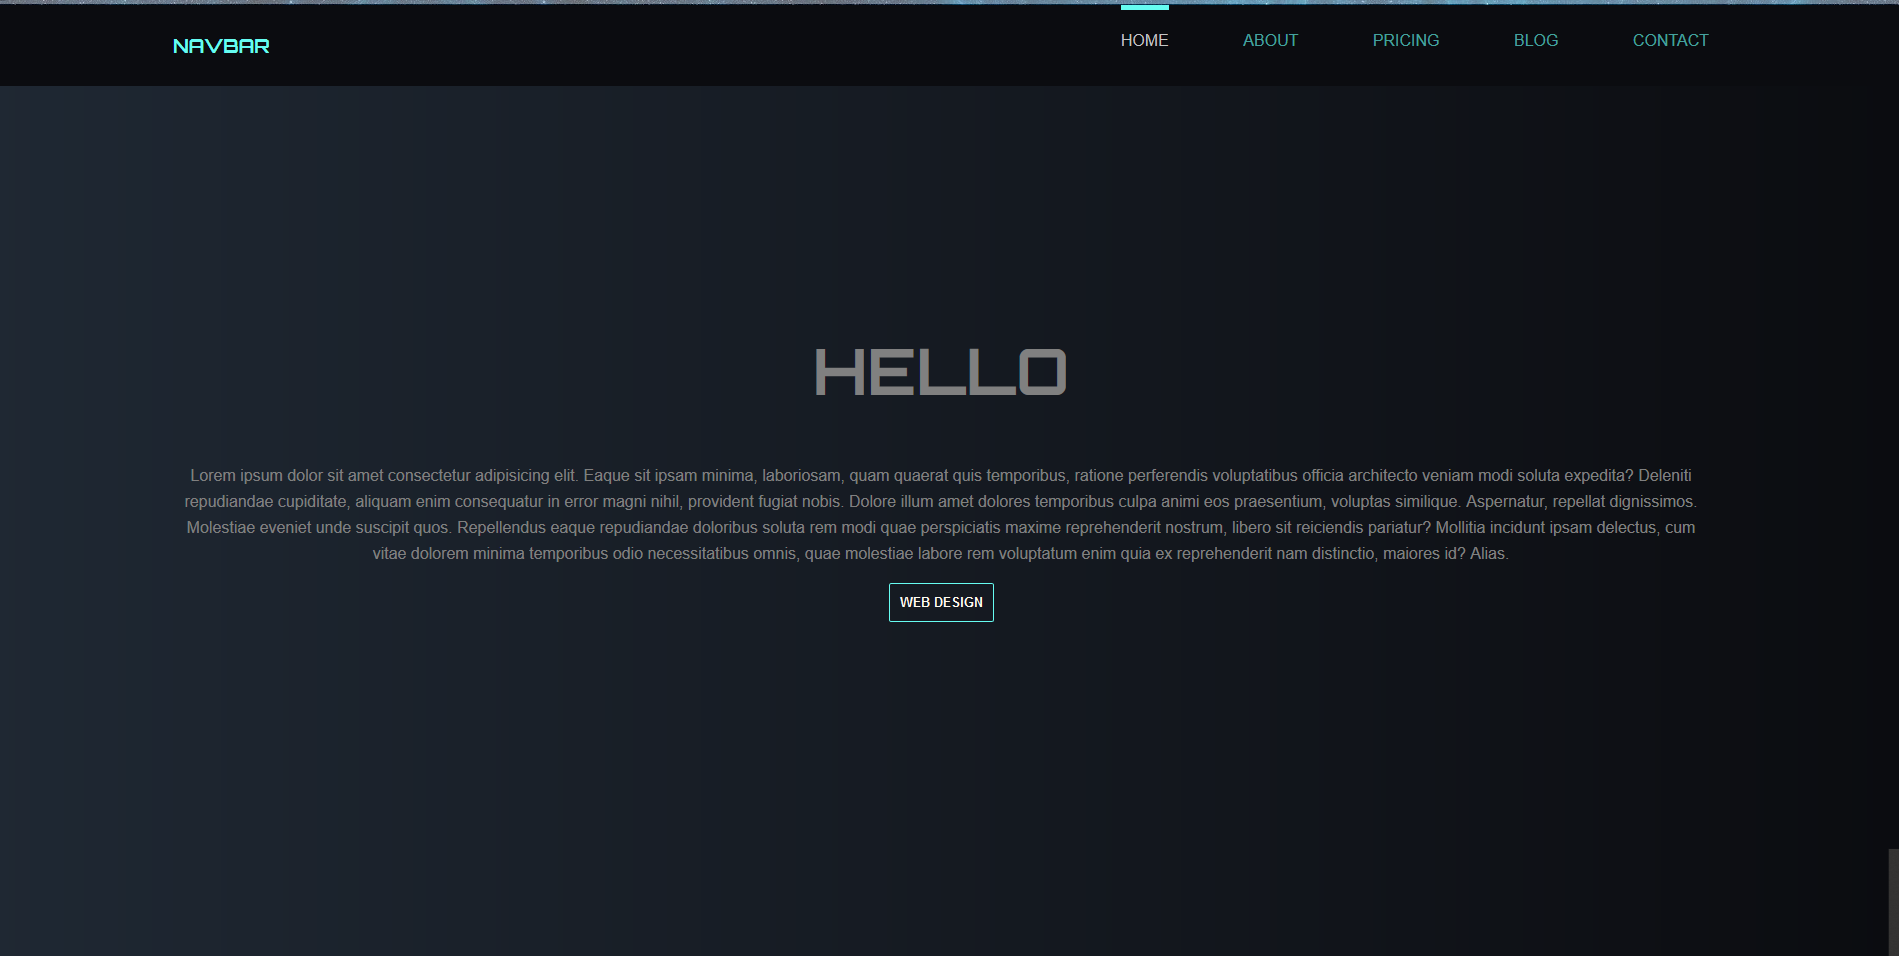 NAVBAR
HOME ABOUT PRICING BLOG CONTACT
HELLO
Lorem ipsum dolor sit amet consectetur adipisicing elit. Eaque sit ipsam minima, laboriosam, quam quaerat quis temporibus, ratione perferendis voluptatibus officia architecto veniam modi soluta expedita? Deleniti
repudiandae cupiditate, aliquam enim consequatur in error magni nihil, provident fugiat nobis. Dolore illum amet dolores temporibus culpa animi eos praesentium, voluptas similique. Aspernatur, repellat dignissimos.
Molestiae eveniet unde suscipit quos. Repellendus eaque repudiandae doloribus soluta rem modi quae perspiciatis maxime reprehenderit nostrum, libero sit reiciendis pariatur? Mollitia incidunt ipsam delectus, cum
vitae dolorem minima temporibus odio necessitatibus omnis, quae molestiae labore rem voluptatum enim quia ex reprehenderit nam distinctio, maiores id? Alias.
WEB DESIGN